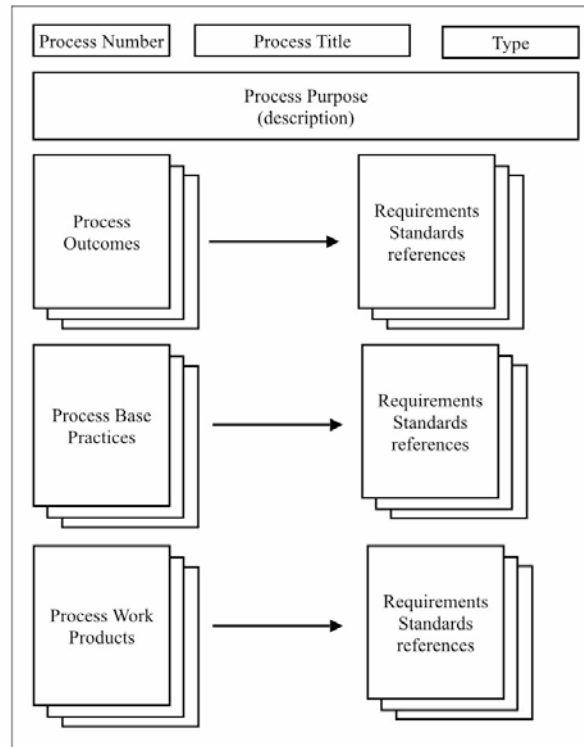 Process Number
Process Title
Type
Process Purpose
(description)
Process
Outcomes
Requirements
Standards
references
Process Base
Practices
Requirements
Standards
references
Process Work
Products
Requirements
Standards
references